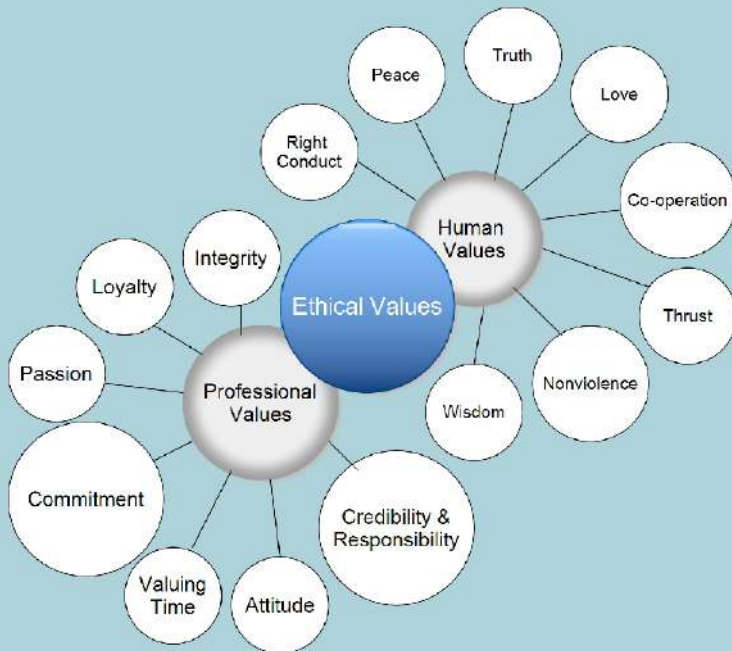 Truth
Peace
Love
Right
Conduct
Co-operation
Human
Values
Integrity
Loyalty
Ethical Values
Thrust
Passion
Professional
Values
Nonviolence
Wisdom
Commitment
Credibility &
Responsibility
Valuing
Time
Attitude